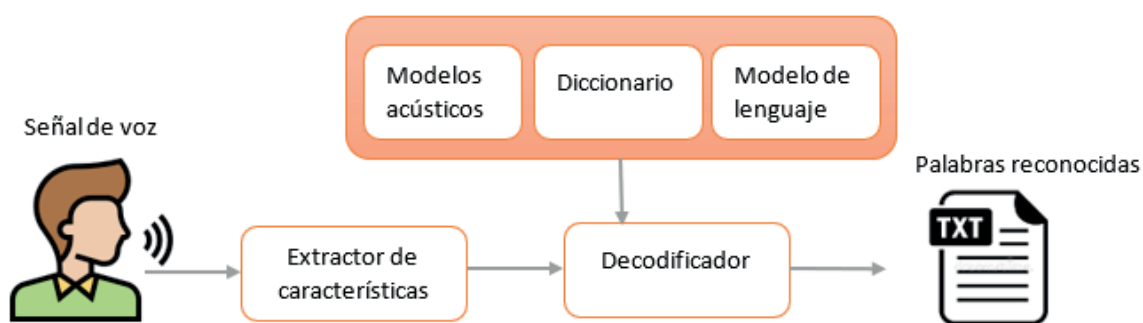 Modelos
acústicos
Diccionario
Modelo de
lenguaje
Señal de voz
Palabras reconocidas
TXT
Extractor de
características
Decodificador